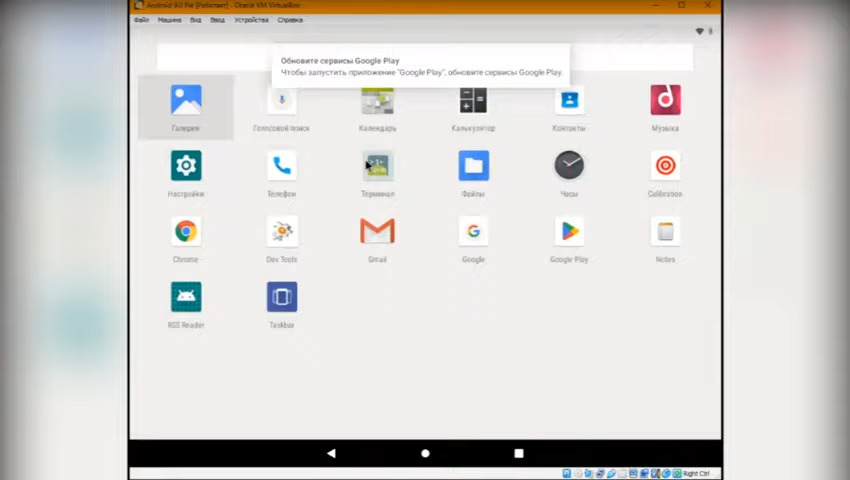 Android 9.0 Pie [Работает] - Oracle VM VirtualBox
Файл Машина Вид Ввод Устройства Справка
Обновите сервисы Google Play
Чтобы запустить приложение "Google Play", обновите сервисы Google Play.
Галерея Голосовой поиск Календарь Калькулятор Контакты Музыка
Настройки Телефон Терминал Файлы Часы Calibration
Chrome Dev Tools Gmail Google Google Play Notes
RSS Reader Taskbar
Right Ctrl